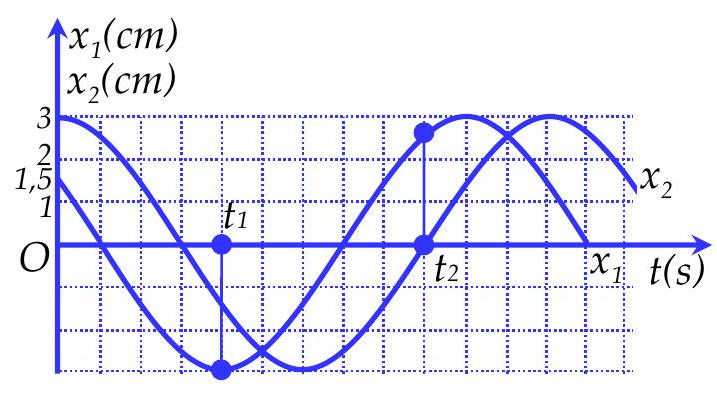 x₁(cm)
x₂(cm)
3
2
1,5
1
O
t₁
t₂
x₂
x₁
t(s)